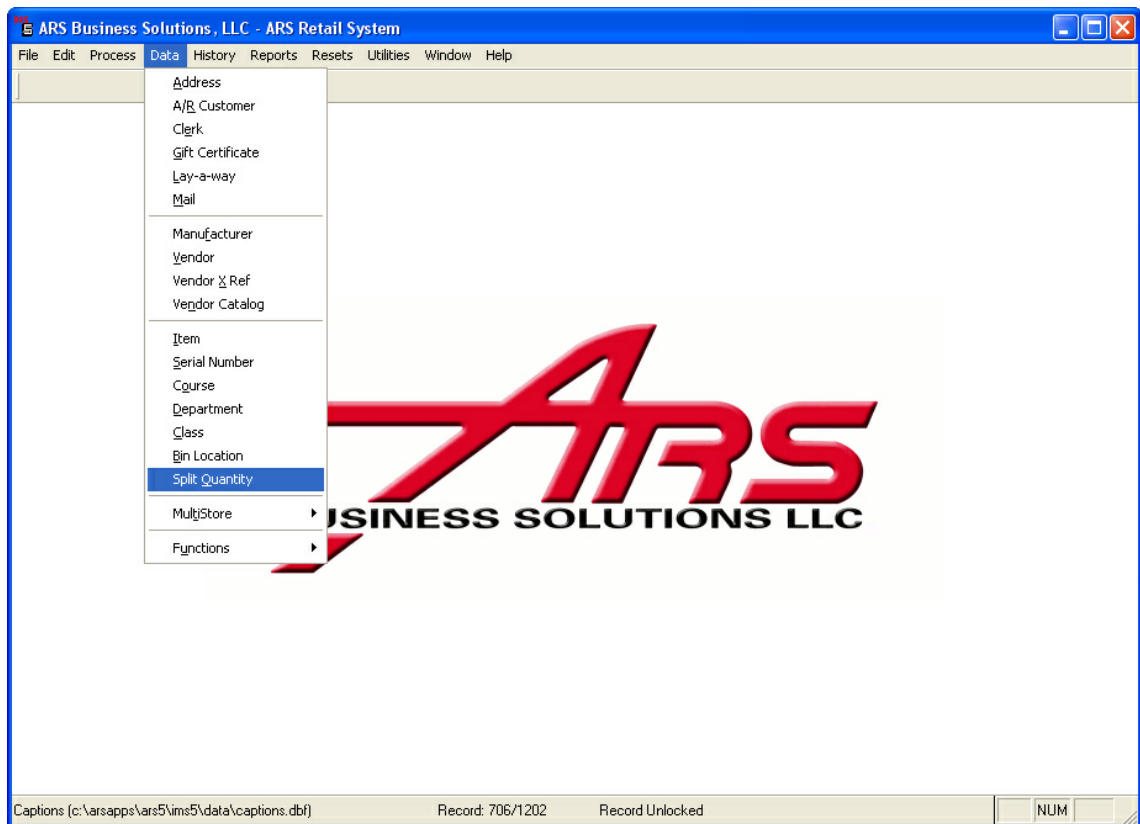 ARS Business Solutions, LLC - ARS Retail System
File Edit Process Data History Reports Resets Utilities Window Help
Address
A/R Customer
Clerk
Gift Certificate
Lay-a-way
Mail
Manufacturer
Vendor
Vendor X Ref
Vendor Catalog
Item
Serial Number
Course
Department
Class
Bin Location
Split Quantity
MultiStore
Functions
ARS
USINESS SOLUTIONS LLC
Captions (c:\arsapps\ars5\ims5\data\captions.dbf) Record: 706/1202 Record Unlocked NUM